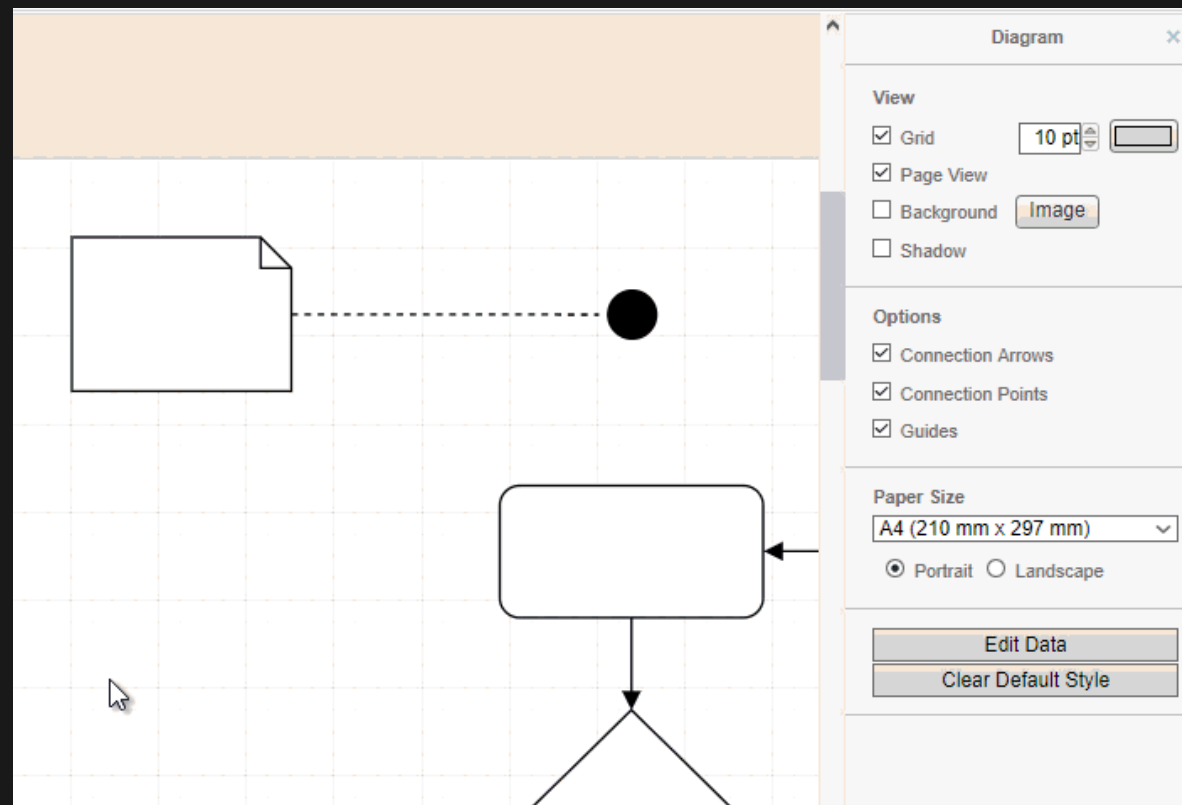 Diagram
View
Grid 10 pt
Page View
Background Image
Shadow
Options
Connection Arrows
Connection Points
Guides
Paper Size
A4 (210 mm x 297 mm)
Portrait Landscape
Edit Data
Clear Default Style